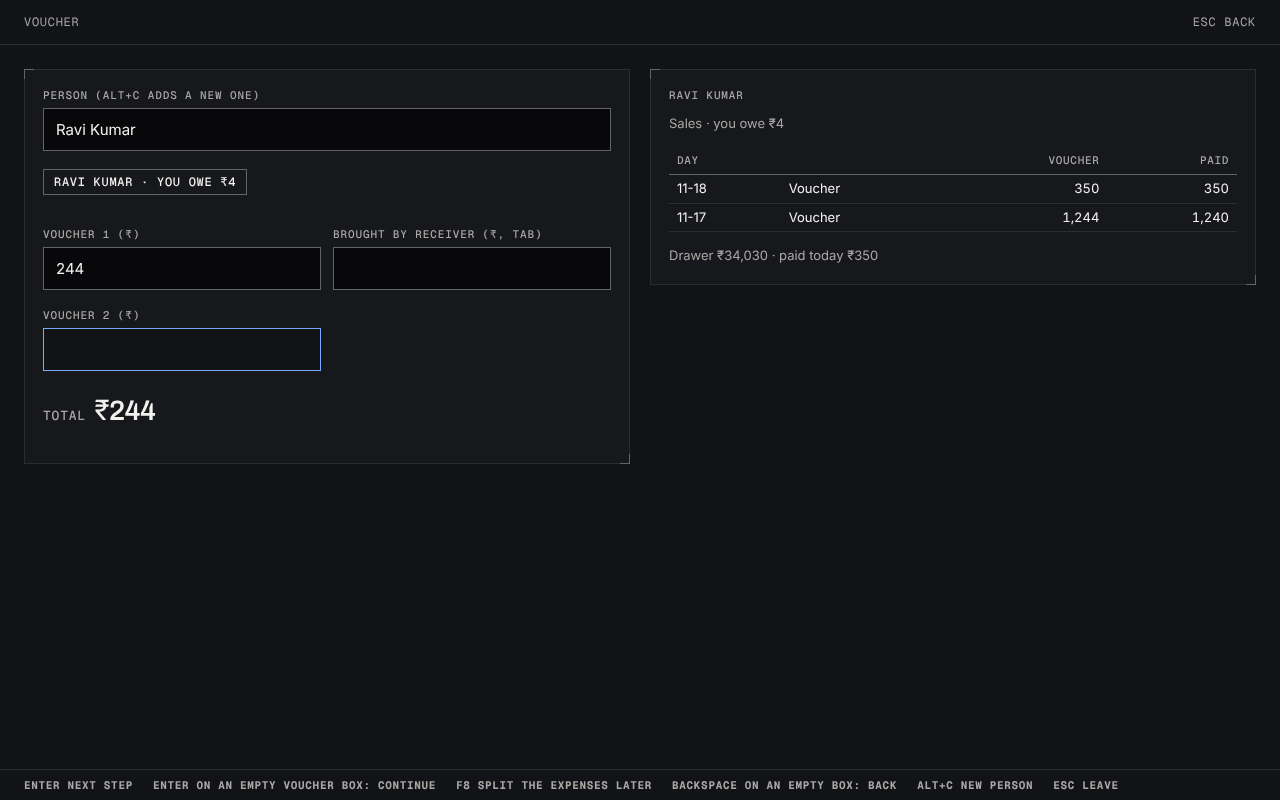 VOUCHER
ESC BACK
PERSON (ALT+C ADDS A NEW ONE)
Ravi Kumar
RAVI KUMAR · YOU OWE ₹4
VOUCHER 1 (₹)
BROUGHT BY RECEIVER (₹, TAB)
244
VOUCHER 2 (₹)
TOTAL ₹244
RAVI KUMAR
Sales · you owe ₹4
DAY VOUCHER PAID
11-18 Voucher 350 350
11-17 Voucher 1,244 1,240
Drawer ₹34,030 · paid today ₹350
ENTER NEXT STEP ENTER ON AN EMPTY VOUCHER BOX: CONTINUE F8 SPLIT THE EXPENSES LATER BACKSPACE ON AN EMPTY BOX: BACK ALT+C NEW PERSON ESC LEAVE